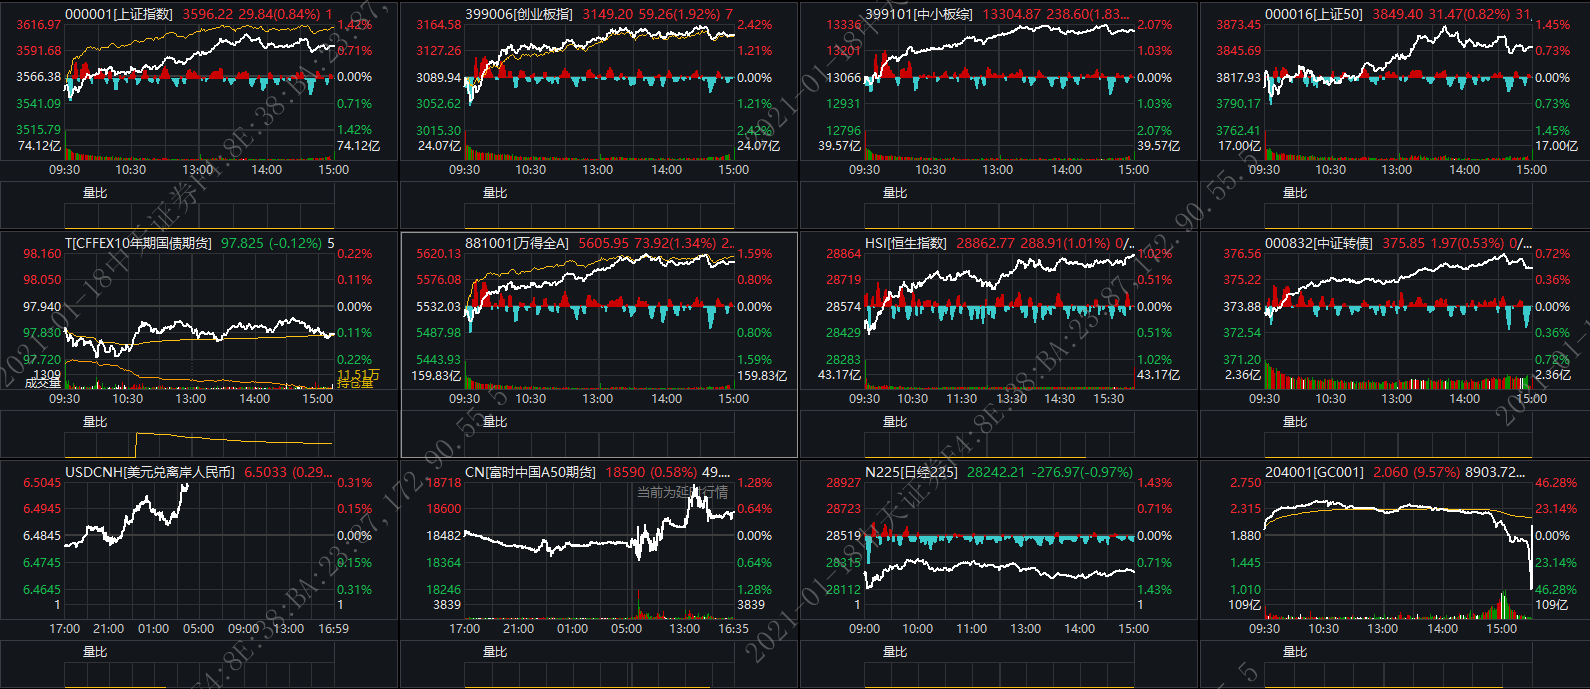 000001[上证指数] 3596.22 29.84(0.84%) 1
3616.97 1.42%
3591.68 0.71%
3566.38 0.00%
3541.09 0.71%
3515.79 1.42%
74.12亿 74.12亿
09:30 10:30 13:00 14:00 15:00
量比
399006[创业板指] 3149.20 59.26(1.92%) 7
3164.58 2.42%
3127.26 1.21%
3089.94 0.00%
3052.62 1.21%
3015.30 2.42%
24.07亿 24.07亿
09:30 10:30 13:00 14:00 15:00
量比
399101[中小板综] 13304.87 238.60(1.83...
13336 2.07%
13201 1.03%
13066 0.00%
12931 1.03%
12796 2.07%
39.57亿 39.57亿
09:30 10:30 13:00 14:00 15:00
量比
000016[上证50] 3849.40 31.47(0.82%) 31.
3873.45 1.45%
3845.69 0.73%
3817.93 0.00%
3790.17 0.73%
3762.41 1.45%
17.00亿 17.00亿
09:30 10:30 13:00 14:00 15:00
量比
T[CFFEX10年期国债期货] 97.825 (-0.12%) 5
98.160 0.22%
98.050 0.11%
97.940 0.00%
97.830 0.11%
97.720 0.22%
1309 11.51万
成交量 持仓量
09:30 10:30 13:00 14:00 15:00
量比
881001[万得全A] 5605.95 73.92(1.34%) 2..
5620.13 1.59%
5576.08 0.80%
5532.03 0.00%
5487.98 0.80%
5443.93 1.59%
159.83亿 159.83亿
09:30 10:30 13:00 14:00 15:00
量比
HSI[恒生指数] 28862.77 288.91(1.01%) 0/..
28864 1.02%
28719 0.51%
28574 0.00%
28429 0.51%
28283 1.02%
43.17亿 43.17亿
09:30 10:30 11:30 13:30 14:30 15:30
量比
000832[中证转债] 375.85 1.97(0.53%) 0/...
376.56 0.72%
375.22 0.36%
373.88 0.00%
372.54 0.36%
371.20 0.72%
2.36亿 2.36亿
09:30 10:30 13:00 14:00 15:00
量比
USDCNH[美元兑离岸人民币] 6.5033 (0.29...
6.5045 0.31%
6.4945 0.15%
6.4845 0.00%
6.4745 0.15%
6.4645 0.31%
1 1
17:00 21:00 01:00 05:00 09:00 13:00 16:59
量比
CN[富时中国A50期货] 18590 (0.58%) 49....
当前为延时行情
18718 1.28%
18600 0.64%
18482 0.00%
18364 0.64%
18246 1.28%
3839 3839
17:00 21:00 01:00 05:00 13:00 16:35
量比
N225[日经225] 28242.21 -276.97(-0.97%)
28927 1.43%
28723 0.71%
28519 0.00%
28315 0.71%
28112 1.43%
1 1
09:00 10:00 11:00 13:00 14:00 15:00
量比
204001[GC001] 2.060 (9.57%) 8903.72...
2.750 46.28%
2.315 23.14%
1.880 0.00%
1.445 23.14%
1.010 46.28%
109亿 109亿
09:30 10:30 13:00 14:00 15:00
量比